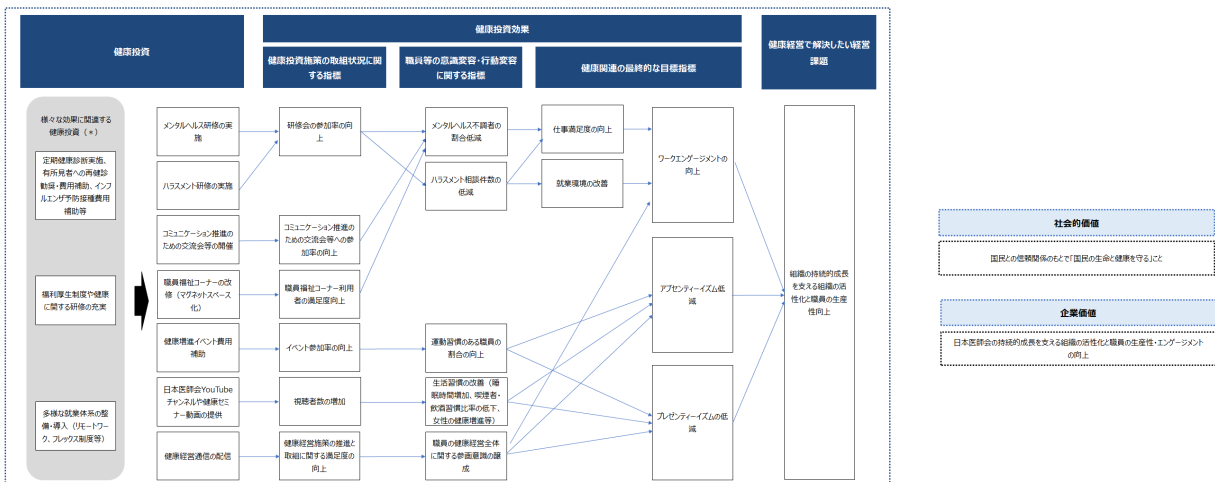 健康投資
健康投資効果
健康経営で解決したい経営
課題
健康投資施策の取組状況に関
する指標
職員等の意識変容・行動変容
に関する指標
健康関連の最終的な目標指標
様々な効果に関連する
健康投資(*)
定期健康診断実施、
有所見者への再健診
勧奨・費用補助、インフ
ルエンザ予防接種費用
補助等
福利厚生制度や健康
に関する研修の充実
多様な就業体系の整
備・導入(リモートワー
ク、フレックス制度等)
メンタルヘルス研修の実
施
ハラスメント研修の実施
コミュニケーション推進の
ための交流会等の開催
職員福祉コーナーの改
修(マグネットスペース
化)
健康増進イベント費用
補助
日本医師会YouTube
チャンネルや健康セミ
ナー動画の提供
健康経営通信の配信
研修会の参加率の向
上
コミュニケーション推進の
ための交流会等への参
加率の向上
職員福祉コーナー利用
者の満足度向上
イベント参加率の向上
視聴者数の増加
健康経営施策の推進と
取組に関する満足度の
向上
メンタルヘルス不調者の
割合低減
ハラスメント相談件数の
低減
運動習慣のある職員の
割合の向上
生活習慣の改善(睡
眠時間増加、喫煙者・
飲酒習慣比率の低下、
女性の健康増進等)
職員の健康経営全体
に関する参画意識の醸
成
仕事満足度の向上
就業環境の改善
ワークエンゲージメントの
向上
アブセンティーイズム低
減
プレゼンティーイズムの低
減
組織の持続的成長
を支える組織の活
性化と職員の生産
性向上
社会的価値
国民との信頼関係のもとで「国民の生命と健康を守る」こと
企業価値
日本医師会の持続的成長を支える組織の活性化と職員の生産性・エンゲージメント
の向上